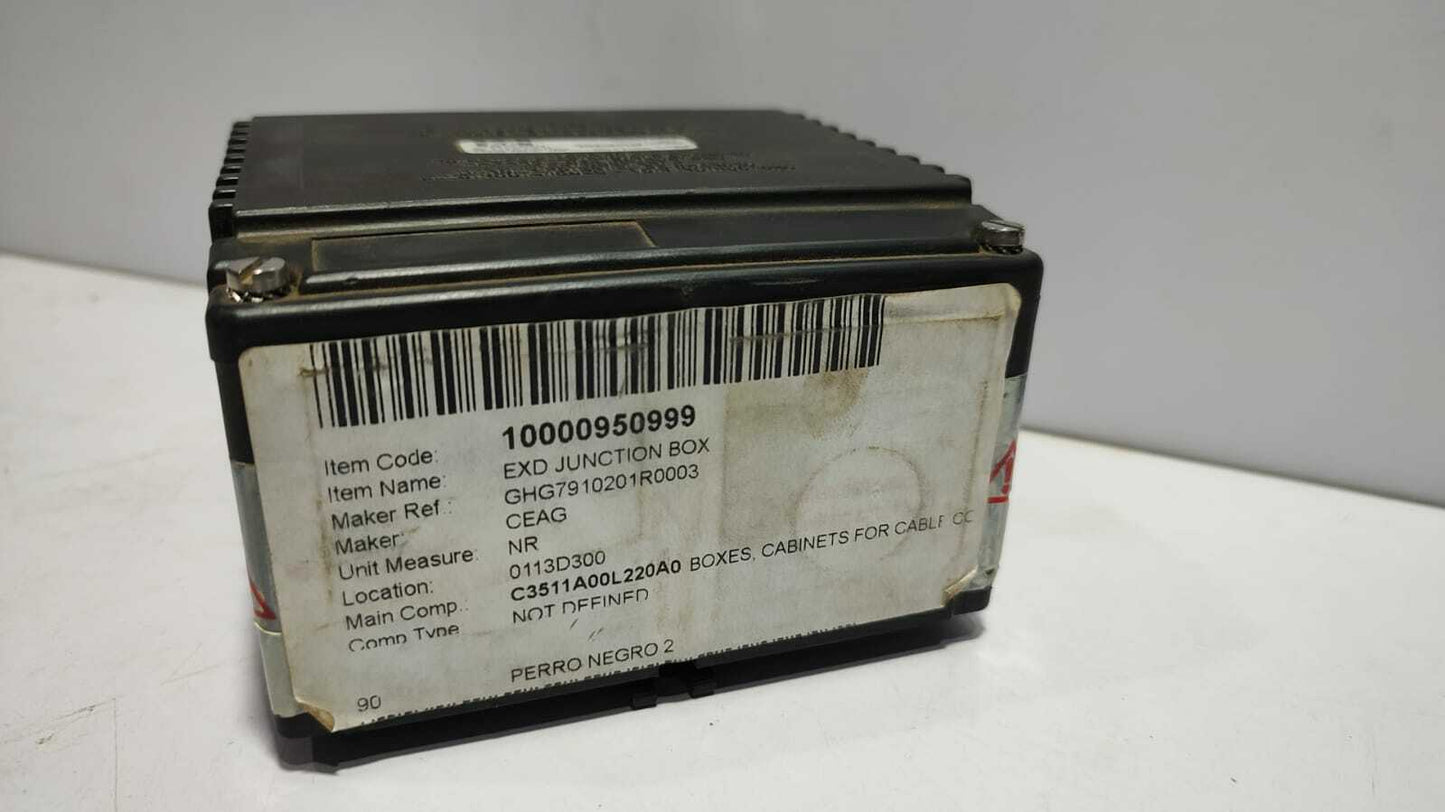 Item Code: 10000950999
Item Name: EXD JUNCTION BOX
Maker Ref.: GHG7910201R0003
Maker: CEAG
Unit Measure: NR
Location: 0113D300
Main Comp.: C3511A00L220A0 BOXES, CABINETS FOR CABLE CO
Comp Type NOT DEFINED
PERRO NEGRO 2
90